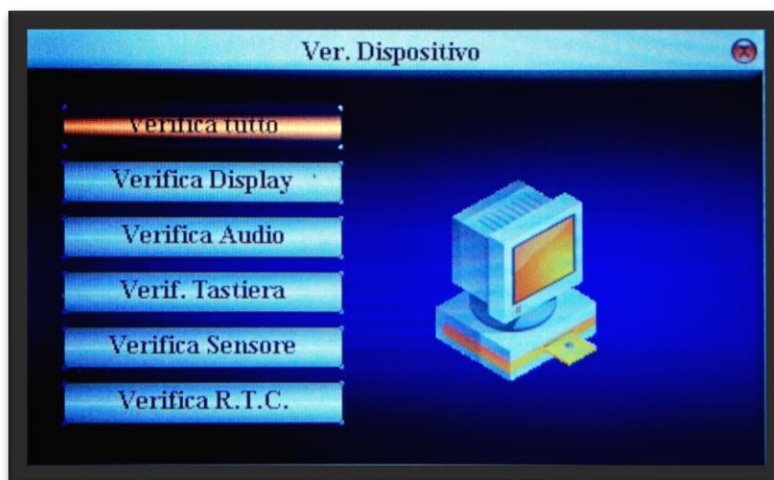 Ver. Dispositivo
Verifica tutto
Verifica Display
Verifica Audio
Verif. Tastiera
Verifica Sensore
Verifica R.T.C.